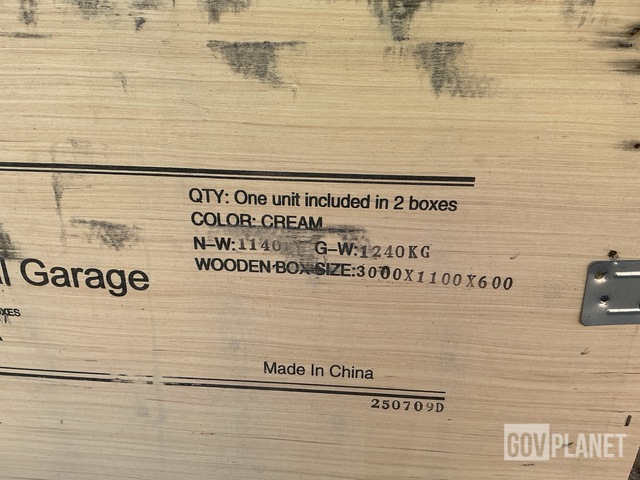 QTY: One unit included in 2 boxes
COLOR: CREAM
N-W:1140 G-W:1240KG
WOODEN BOX SIZE:3000X1100X600
Garage
Made In China
250709D
GOVPLANET